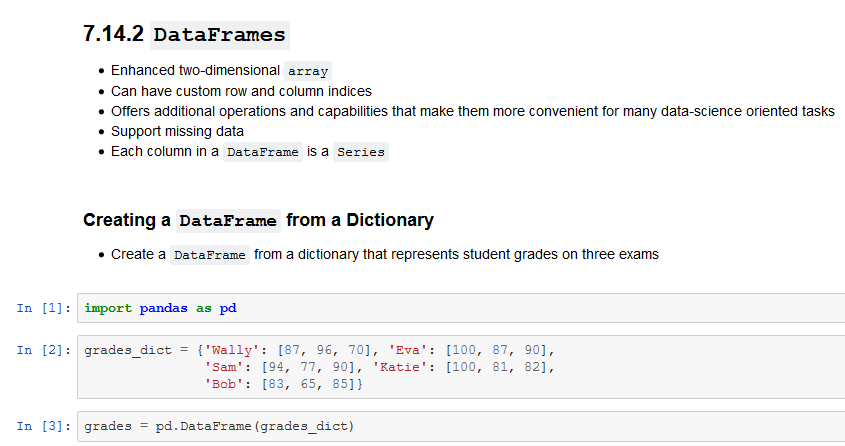 7.14.2 DataFrames
• Enhanced two-dimensional array
• Can have custom row and column indices
• Offers additional operations and capabilities that make them more convenient for many data-science oriented tasks
• Support missing data
• Each column in a DataFrame is a Series
Creating a DataFrame from a Dictionary
• Create a DataFrame from a dictionary that represents student grades on three exams
In [1]: import pandas as pd
In [2]: grades_dict = {'Wally': [87, 96, 70], 'Eva': [100, 87, 90],
'Sam': [94, 77, 90], 'Katie': [100, 81, 82],
'Bob': [83, 65, 85]}
In [3]: grades = pd.DataFrame(grades_dict)